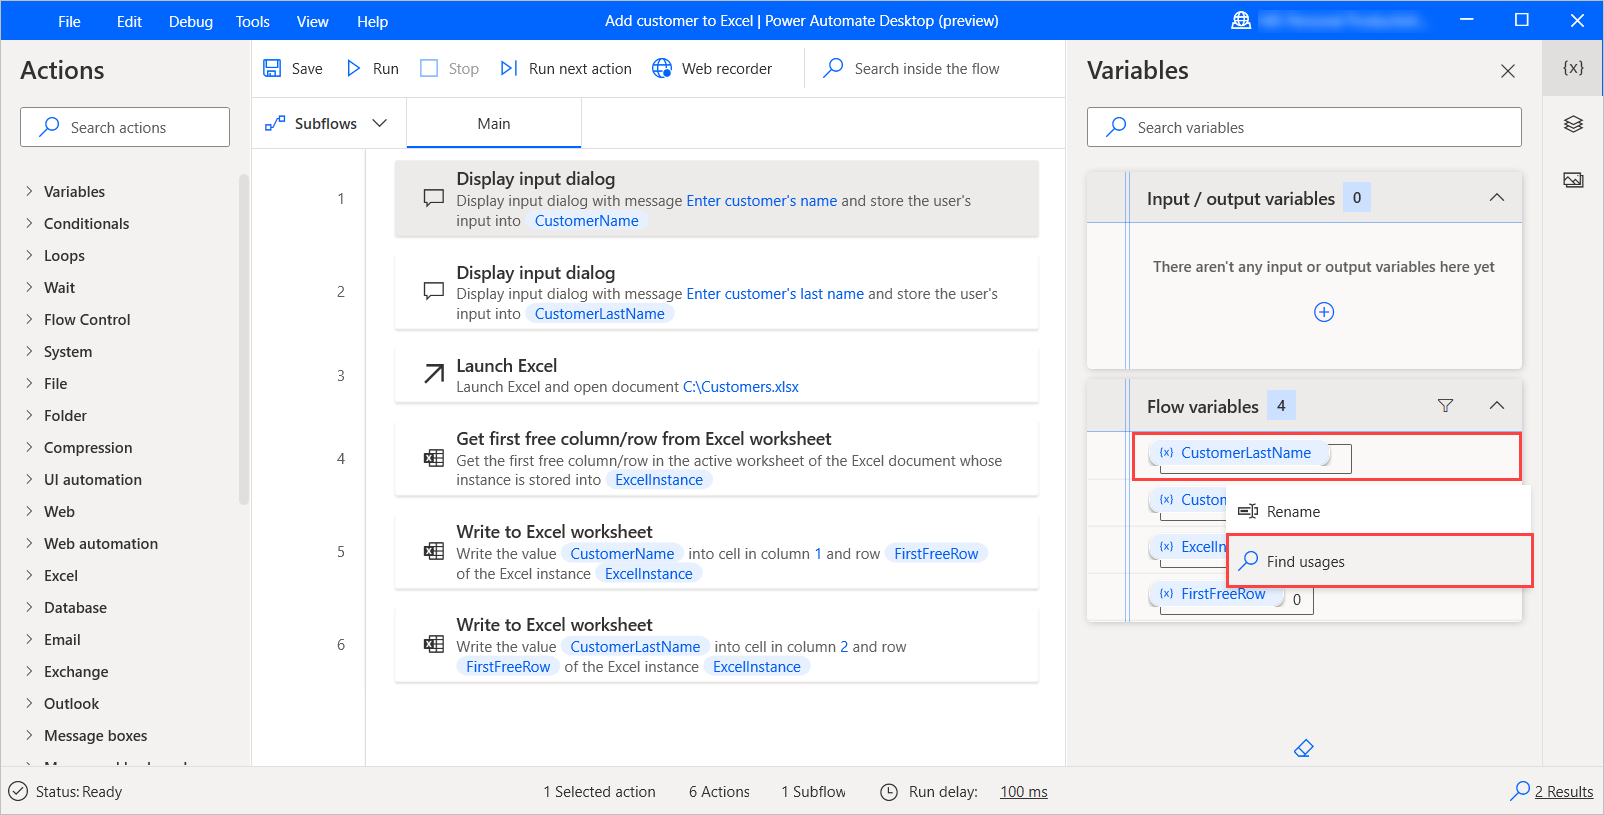 File Edit Debug Tools View Help Add customer to Excel | Power Automate Desktop (preview)
Actions
Search actions
Variables
Conditionals
Loops
Wait
Flow Control
System
File
Folder
Compression
UI automation
Web
Web automation
Excel
Database
Email
Exchange
Outlook
Message boxes
Save Run Stop Run next action Web recorder Search inside the flow
Subflows Main
1
Display input dialog
Display input dialog with message Enter customer's name and store the user's
input into CustomerName
2
Display input dialog
Display input dialog with message Enter customer's last name and store the user's
input into CustomerLastName
3
Launch Excel
Launch Excel and open document C:\Customers.xlsx
4
Get first free column/row from Excel worksheet
Get the first free column/row in the active worksheet of the Excel document whose
instance is stored into ExcelInstance
5
Write to Excel worksheet
Write the value CustomerName into cell in column 1 and row FirstFreeRow
of the Excel instance ExcelInstance
6
Write to Excel worksheet
Write the value CustomerLastName into cell in column 2 and row
FirstFreeRow of the Excel instance ExcelInstance
Variables
{x}
Search variables
Input / output variables 0
There aren't any input or output variables here yet
Flow variables 4
{x} CustomerLastName
{x} Custom
{x} ExcelIn
{x} FirstFreeRow 0
Rename
Find usages
Status: Ready 1 Selected action 6 Actions 1 Subflow Run delay: 100 ms 2 Results